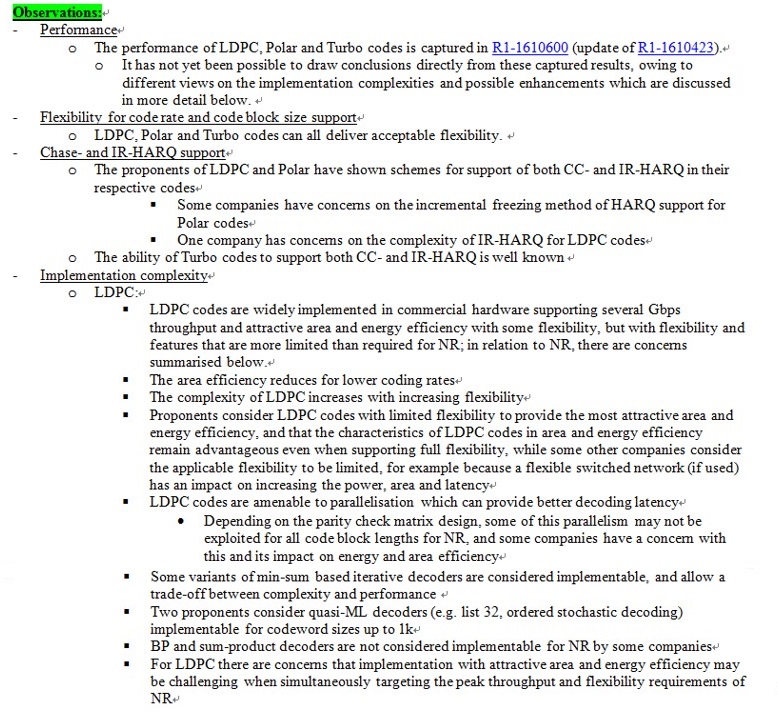 Observations:
- Performance
o The performance of LDPC, Polar and Turbo codes is captured in R1-1610600 (update of R1-1610423).
o It has not yet been possible to draw conclusions directly from these captured results, owing to
different views on the implementation complexities and possible enhancements which are discussed
in more detail below.
- Flexibility for code rate and code block size support
o LDPC, Polar and Turbo codes can all deliver acceptable flexibility.
- Chase- and IR-HARQ support
o The proponents of LDPC and Polar have shown schemes for support of both CC- and IR-HARQ in their
respective codes
▪ Some companies have concerns on the incremental freezing method of HARQ support for
Polar codes
▪ One company has concerns on the complexity of IR-HARQ for LDPC codes
o The ability of Turbo codes to support both CC- and IR-HARQ is well known
- Implementation complexity
o LDPC:
▪ LDPC codes are widely implemented in commercial hardware supporting several Gbps
throughput and attractive area and energy efficiency with some flexibility, but with flexibility and
features that are more limited than required for NR; in relation to NR, there are concerns
summarised below.
▪ The area efficiency reduces for lower coding rates
▪ The complexity of LDPC increases with increasing flexibility
▪ Proponents consider LDPC codes with limited flexibility to provide the most attractive area and
energy efficiency, and that the characteristics of LDPC codes in area and energy efficiency
remain advantageous even when supporting full flexibility, while some other companies consider
the applicable flexibility to be limited, for example because a flexible switched network (if used)
has an impact on increasing the power, area and latency
▪ LDPC codes are amenable to parallelisation which can provide better decoding latency
• Depending on the parity check matrix design, some of this parallelism may not be
exploited for all code block lengths for NR, and some companies have a concern with
this and its impact on energy and area efficiency
▪ Some variants of min-sum based iterative decoders are considered implementable, and allow a
trade-off between complexity and performance
▪ Two proponents consider quasi-ML decoders (e.g. list 32, ordered stochastic decoding)
implementable for codeword sizes up to 1k
▪ BP and sum-product decoders are not considered implementable for NR by some companies
▪ For LDPC there are concerns that implementation with attractive area and energy efficiency may
be challenging when simultaneously targeting the peak throughput and flexibility requirements of
NR